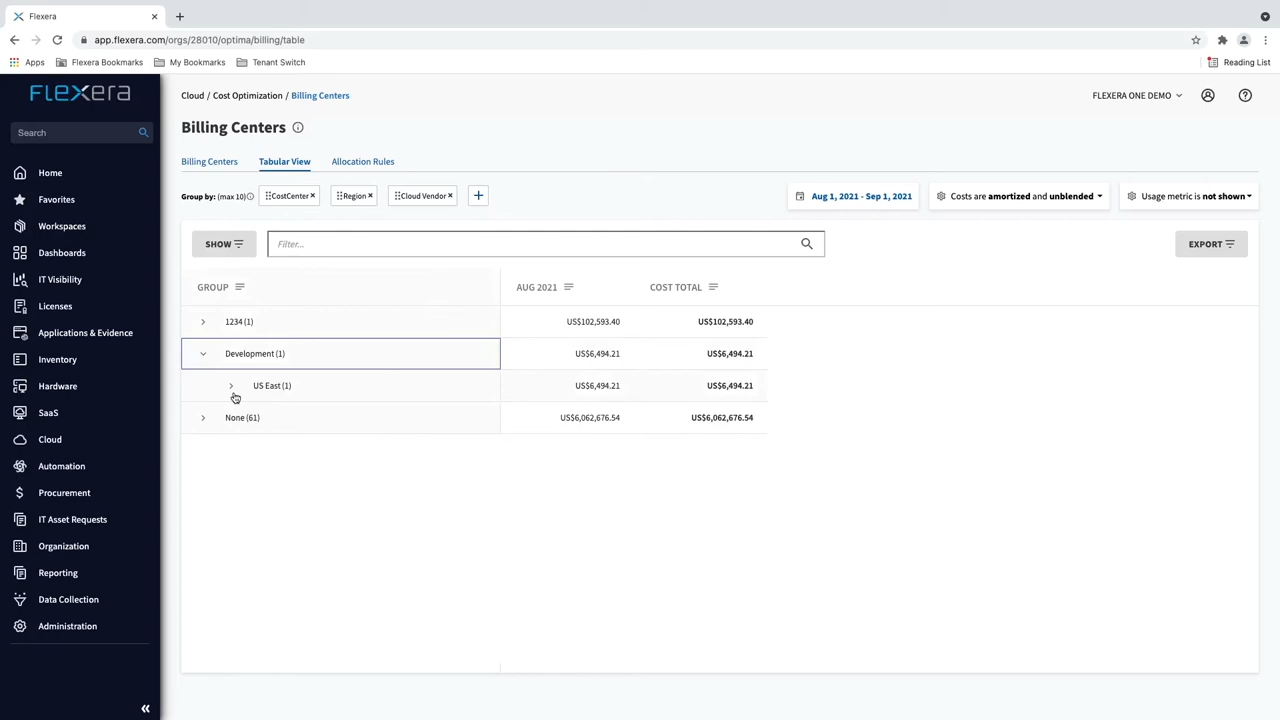 Flexera
app.flexera.com/orgs/28010/optima/billing/table
Apps Flexera Bookmarks My Bookmarks Tenant Switch Reading List
FLEXERA
Search
Home
Favorites
Workspaces
Dashboards
IT Visibility
Licenses
Applications & Evidence
Inventory
Hardware
SaaS
Cloud
Automation
Procurement
IT Asset Requests
Organization
Reporting
Data Collection
Administration
Cloud / Cost Optimization / Billing Centers
FLEXERA ONE DEMO
Billing Centers
Billing Centers Tabular View Allocation Rules
Group by: (max 10) CostCenter Region Cloud Vendor
Aug 1, 2021 - Sep 1, 2021
Costs are amortized and unblended
Usage metric is not shown
SHOW Filter... EXPORT
GROUP AUG 2021 COST TOTAL
1234 (1) US$102,593.40 US$102,593.40
Development (1) US$6,494.21 US$6,494.21
US East (1) US$6,494.21 US$6,494.21
None (61) US$6,062,676.54 US$6,062,676.54